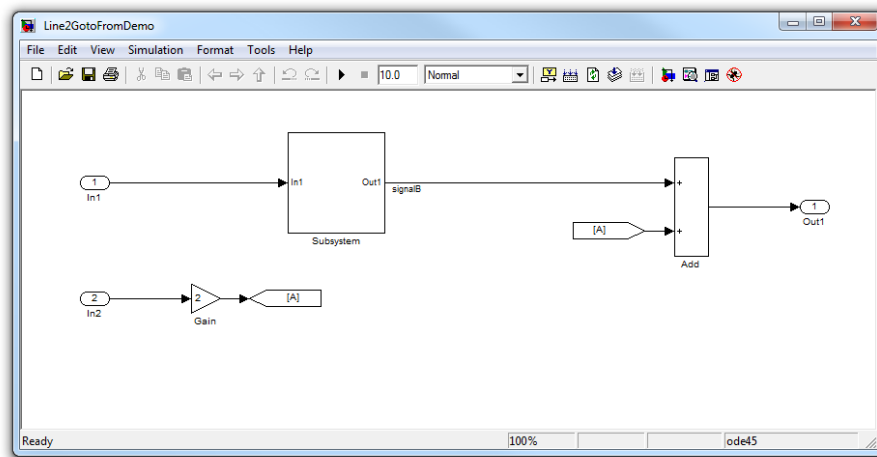 Line2GotoFromDemo
File Edit View Simulation Format Tools Help
10.0 Normal
In1 Out1
1
signalB
+
In1
[A]
+
1
Out1
Subsystem
Add
2
2
[A]
In2
Gain
Ready 100% ode45